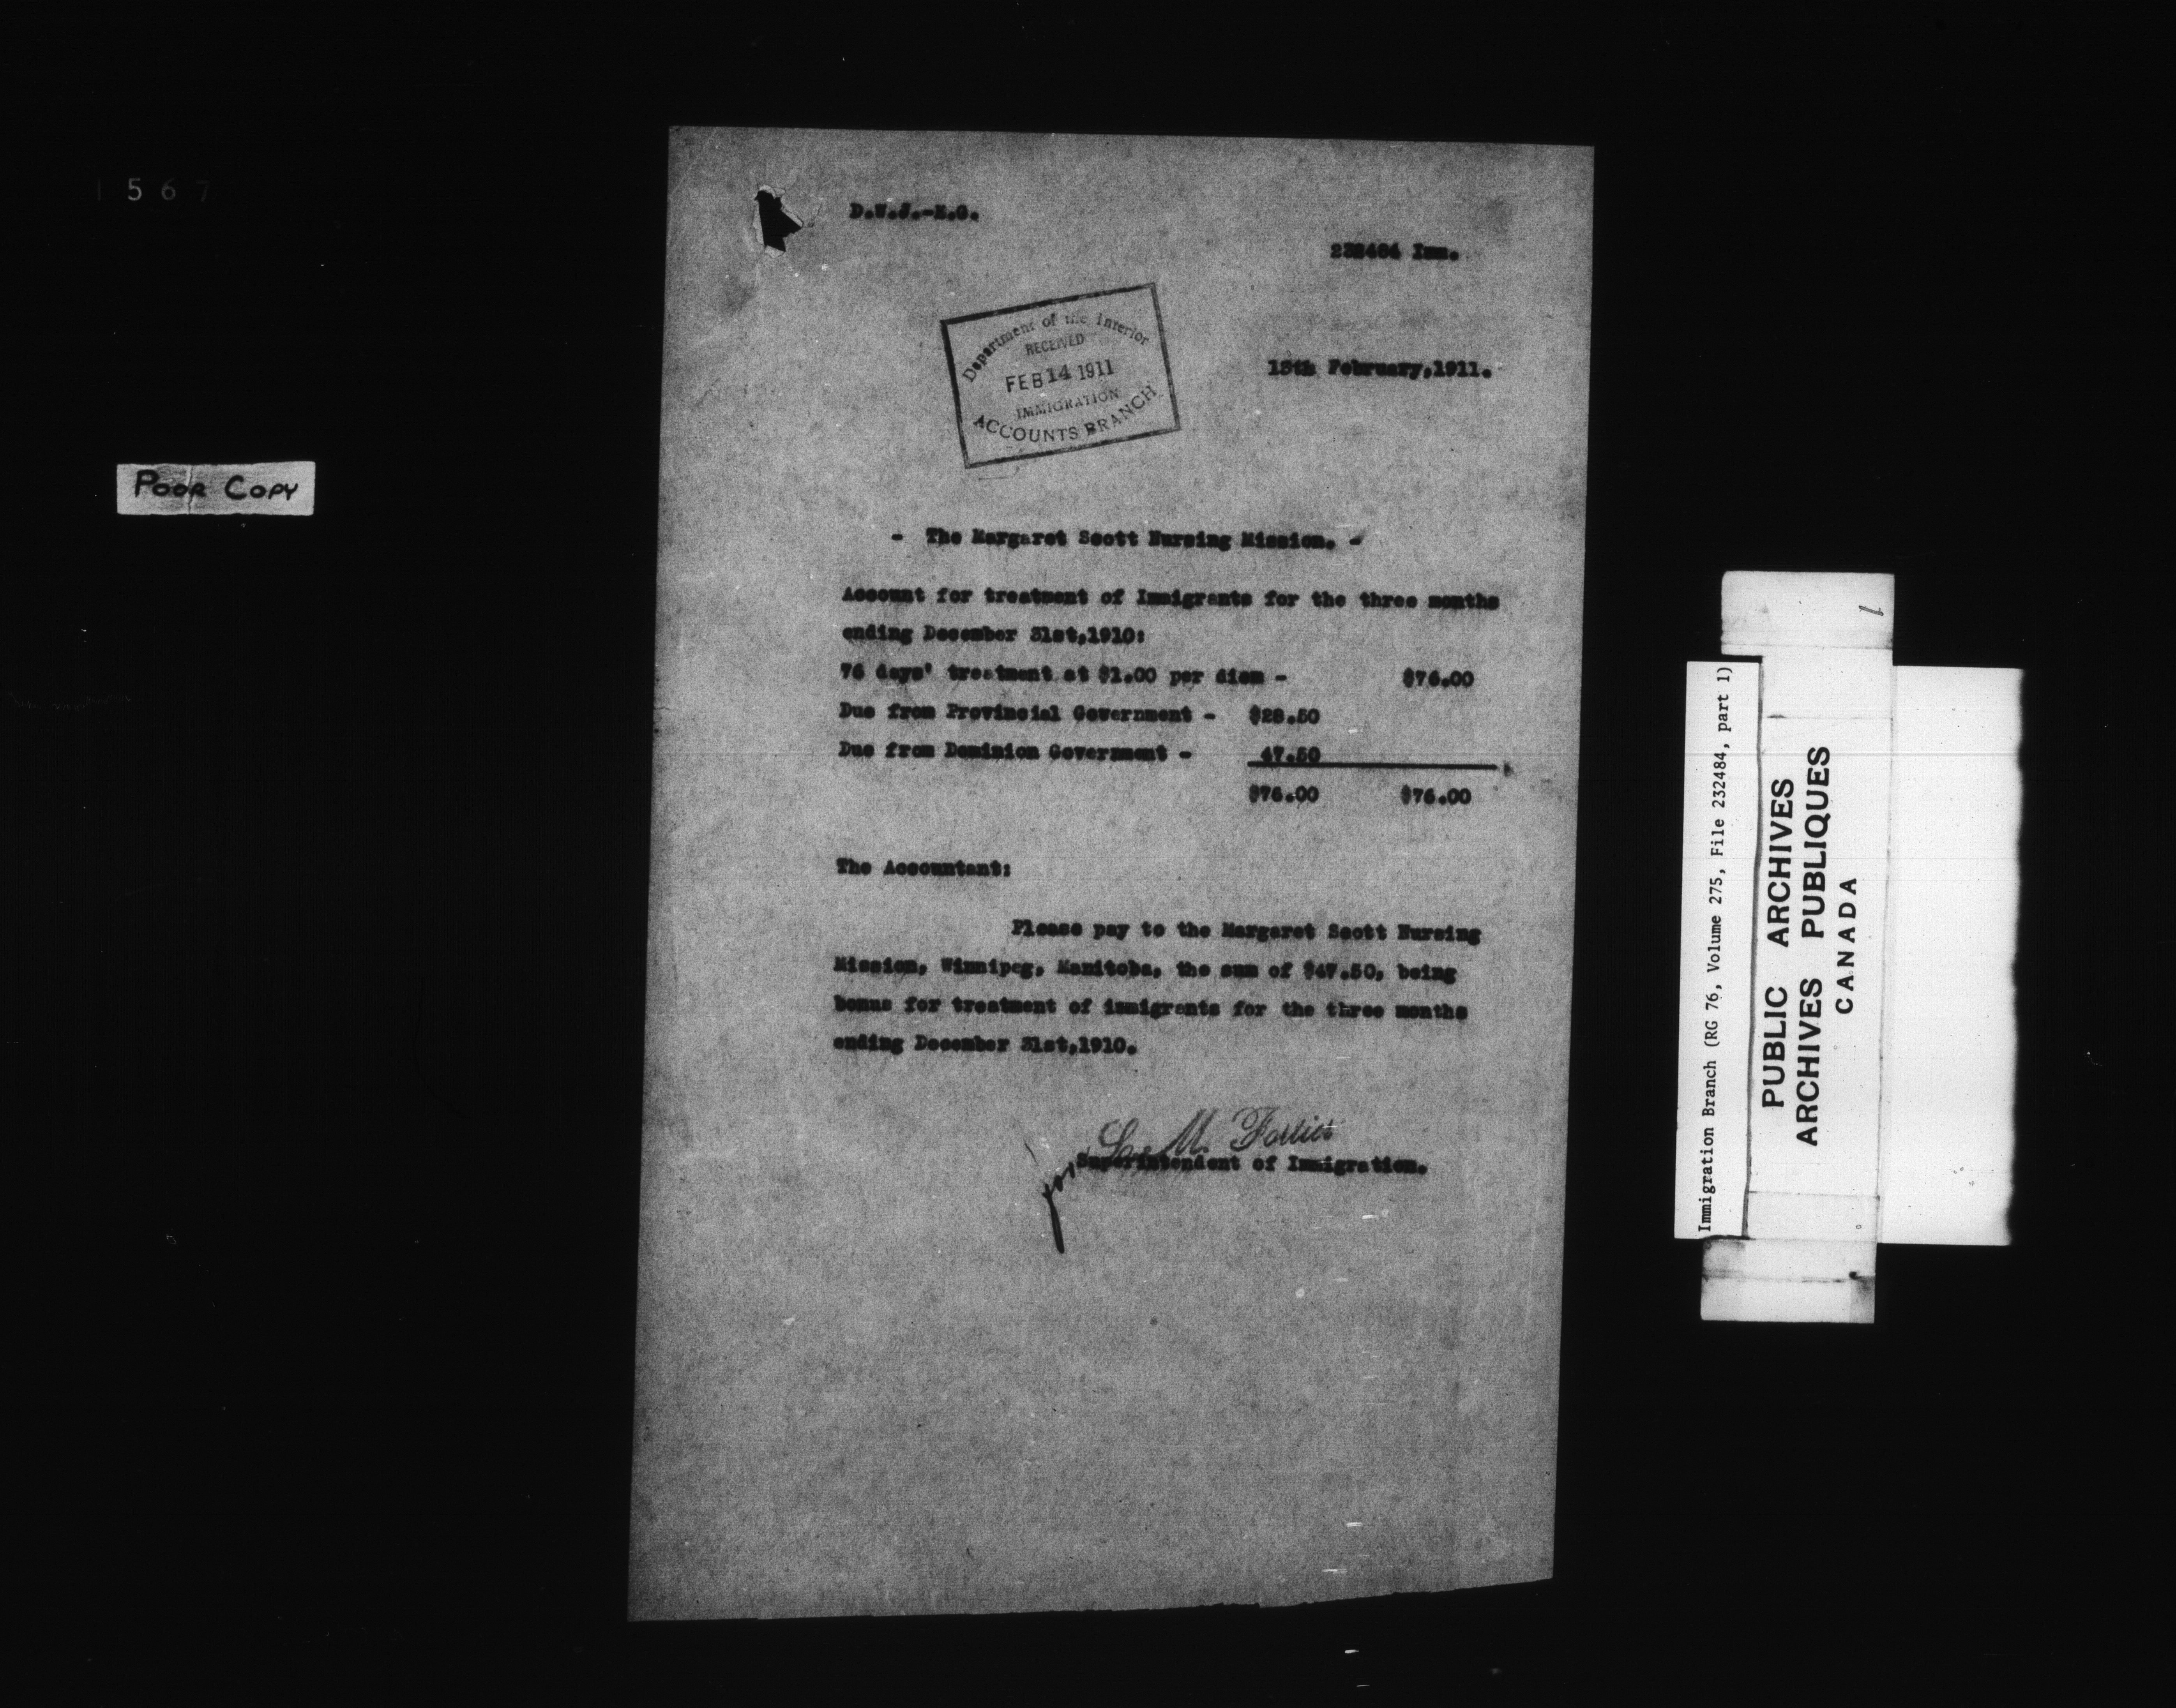 567
POOR COPY
D.W.S.-E.G.
232484 Imm.
Department of the Interior
RECEIVED
FEB 14 1911
IMMIGRATION
ACCOUNTS BRANCH
13th February,1911.
- The Margaret Scott Nursing Mission. -
Account for treatment of Immigrants for the three months
ending December 31st,1910:
76 days' treatment at $1.00 per diem - $76.00
Due from Provincial Government - $28.50
Due from Dominion Government - 47.50
$76.00 $76.00
The Accountant:
Please pay to the Margaret Scott Nursing
Mission, Winnipeg, Manitoba, the sum of $47.50, being
bonus for treatment of immigrants for the three months
ending December 31st,1910.
L. M. Fortier
for Superintendent of Immigration.
Immigration Branch (RG 76, Volume 275, File 232484, part 1)
PUBLIC ARCHIVES
ARCHIVES PUBLIQUES
CANADA